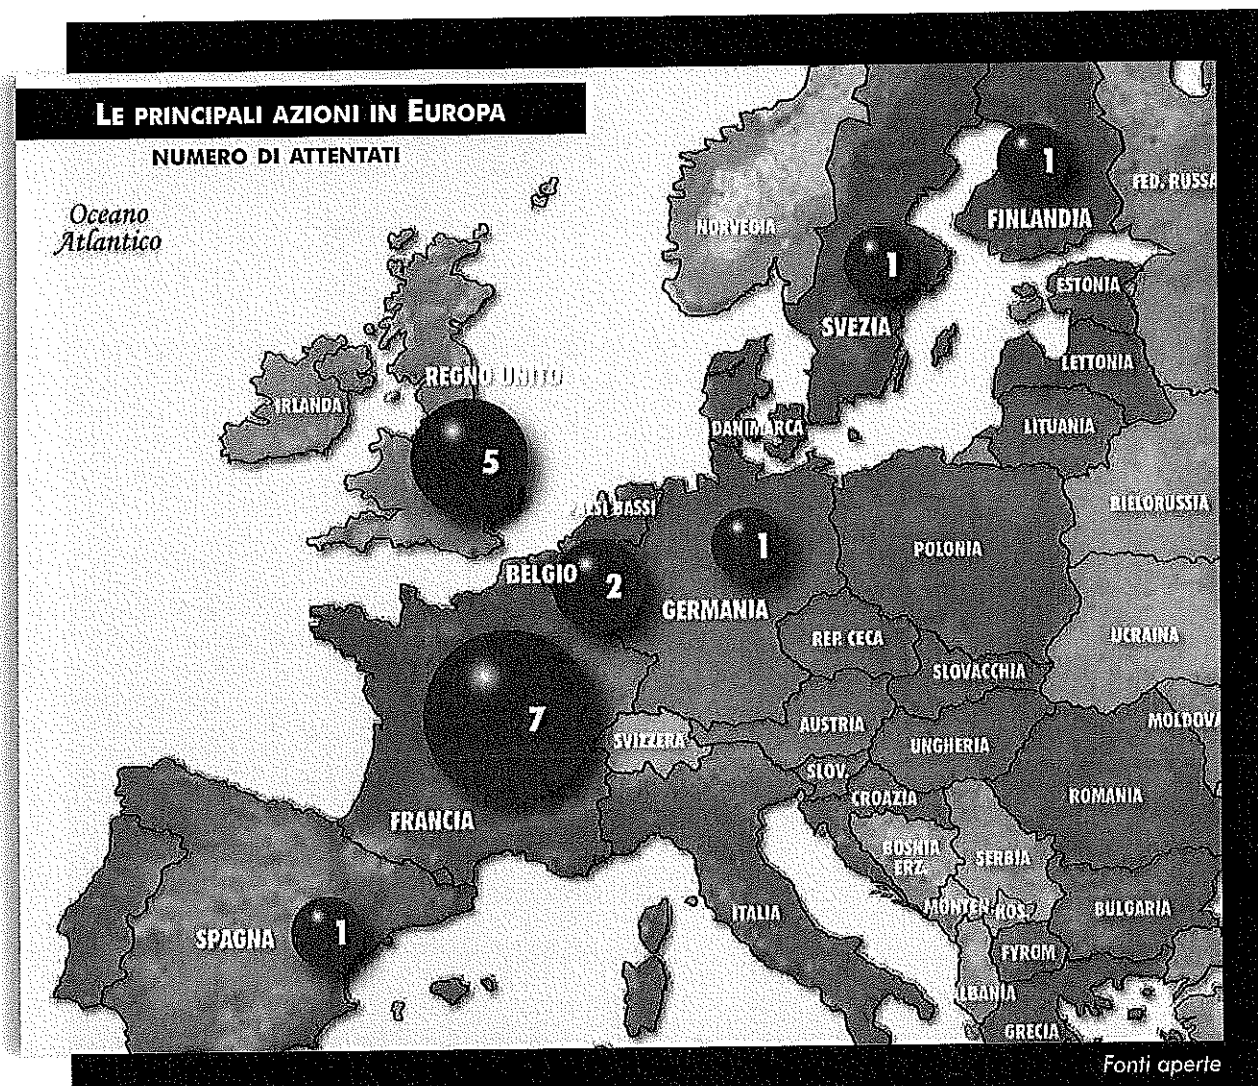 LE PRINCIPALI AZIONI IN EUROPA
NUMERO DI ATTENTATI
Oceano
Atlantico
NORVEGIA
1
FINLANDIA
FED. RUSSA
1
SVEZIA
ESTONIA
LETTONIA
LITUANIA
REGNO UNITO
IRLANDA
5
DANIMARCA
BIELORUSSIA
BASSI
1
POLONIA
BELGIO
2
GERMANIA
REP. CECA
UCRAINA
SLOVACCHIA
7
SVIZZERA
AUSTRIA
UNGHERIA
MOLDOVA
SLOV.
CROAZIA
ROMANIA
FRANCIA
BOSNIA
ERZ.
SERBIA
MONTEN.
KOS.
BULGARIA
ITALIA
SPAGNA
1
FYROM
LBANIA
GRECIA
Fonti aperte